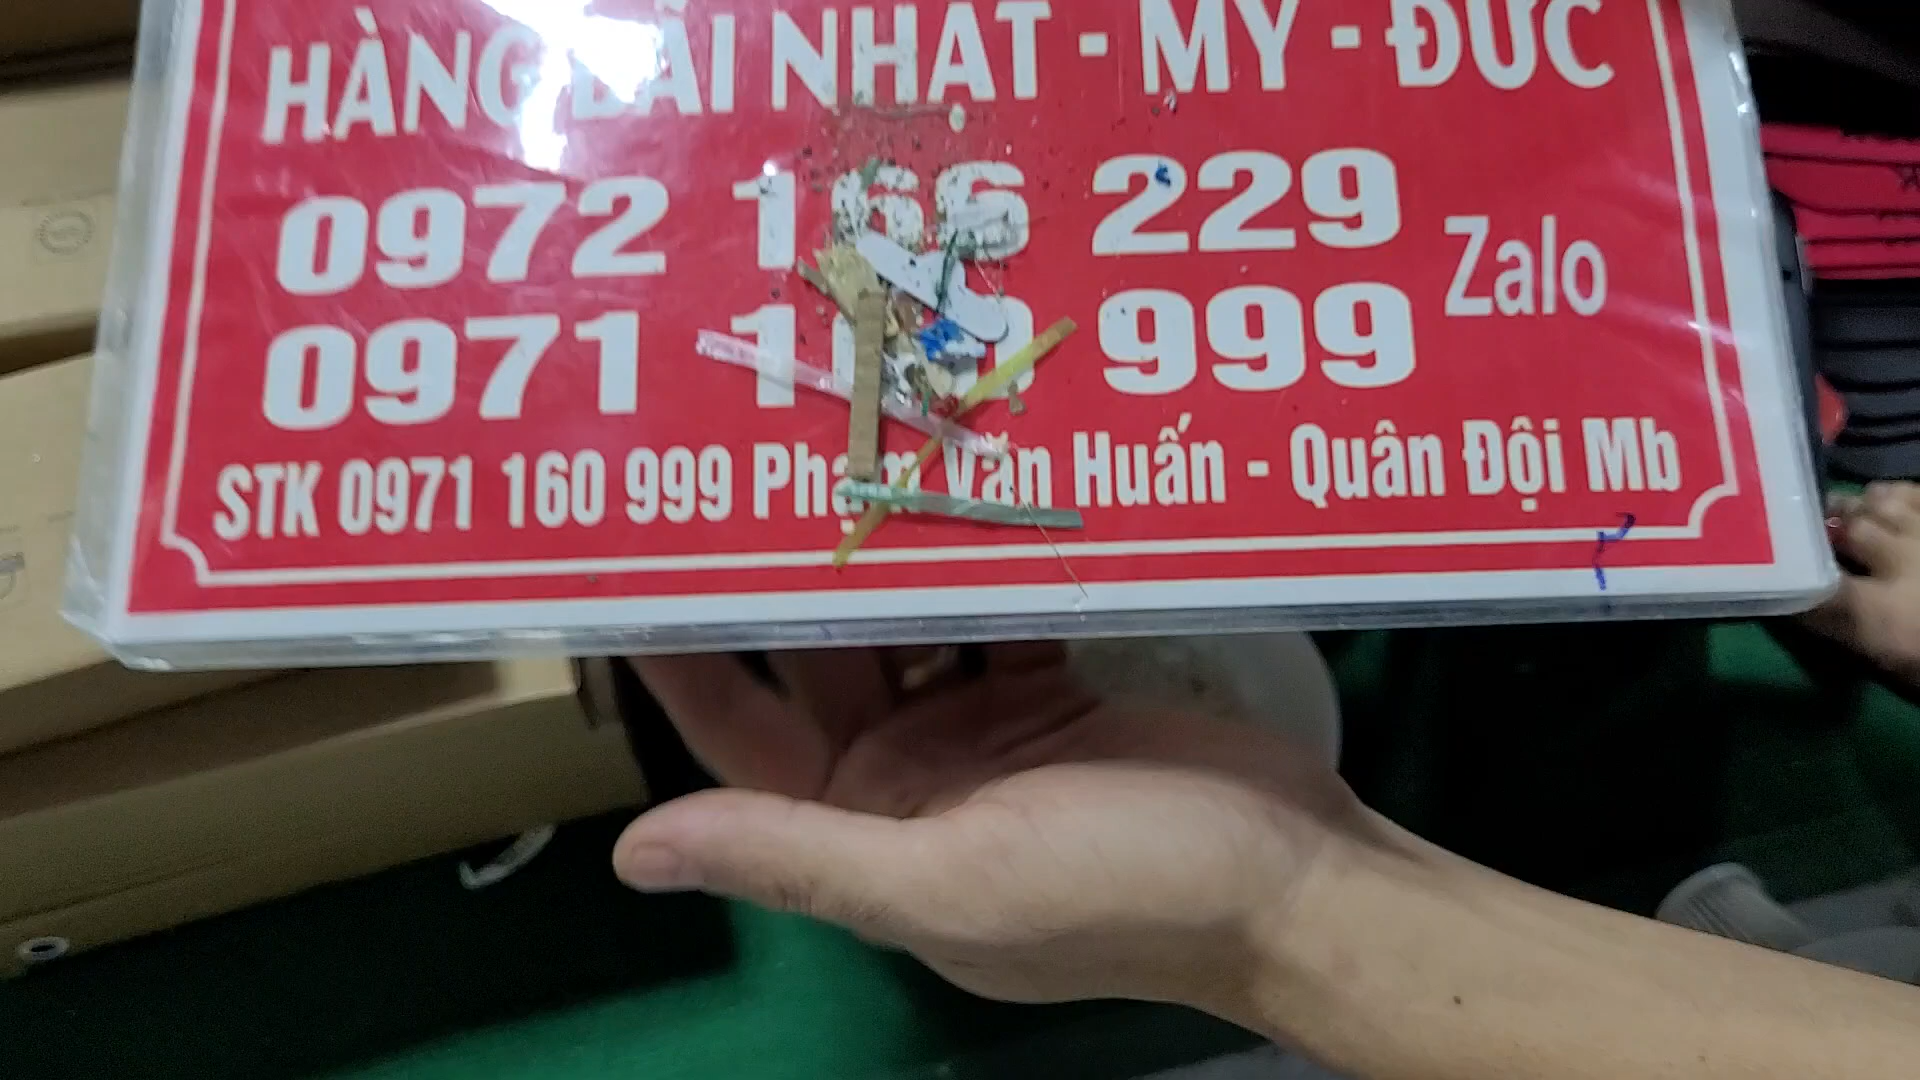 HÀNG BÃI NHẬT - MỸ - ĐỨC
0972 166 229
0971 160 999
Zalo
STK 0971 160 999 Phạm Văn Huấn - Quân Đội Mb